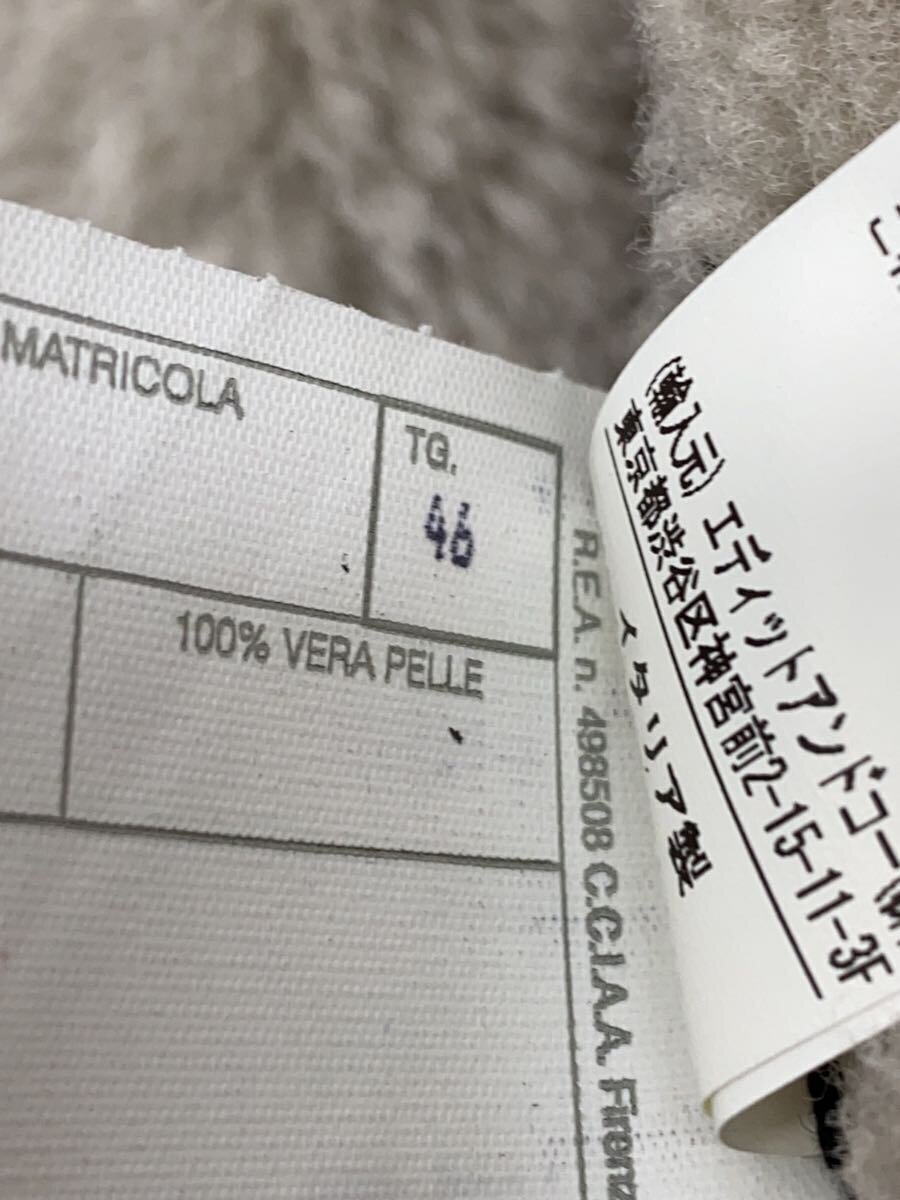 MATRICOLA
TG.
46
100% VERA PELLE
R.E.A. n. 498508 C.C.I.A.A. Firenz
(輸入元) エディットアンドコー(
東京都渋谷区神宮前2-15-11-3F
イタリア製